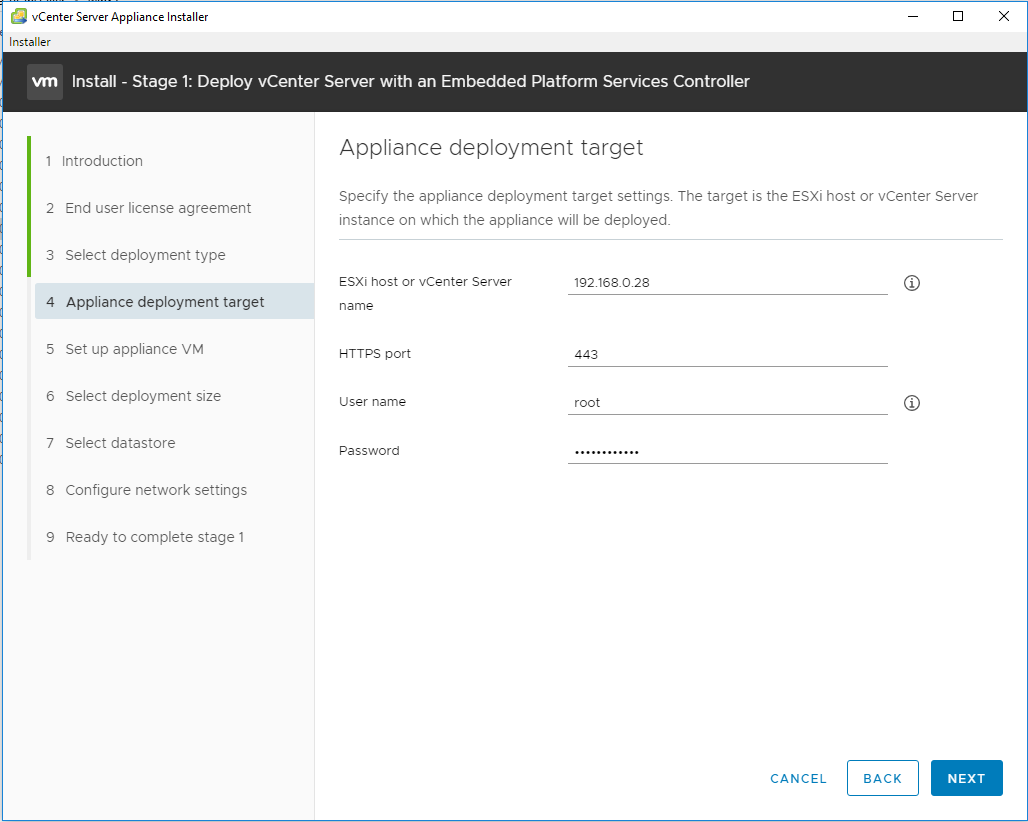 vCenter Server Appliance Installer
Installer
vm Install - Stage 1: Deploy vCenter Server with an Embedded Platform Services Controller
1 Introduction
2 End user license agreement
3 Select deployment type
4 Appliance deployment target
5 Set up appliance VM
6 Select deployment size
7 Select datastore
8 Configure network settings
9 Ready to complete stage 1
Appliance deployment target
Specify the appliance deployment target settings. The target is the ESXi host or vCenter Server
instance on which the appliance will be deployed.
ESXi host or vCenter Server
name
192.168.0.28
HTTPS port
443
User name
root
Password
••••••••••••
CANCEL
BACK
NEXT